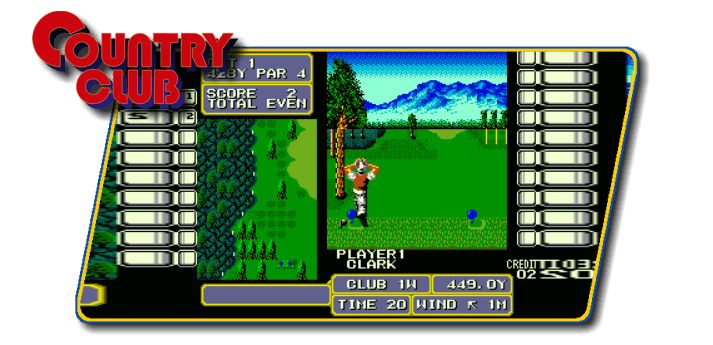 COUNTRY
CLUB
T 1
428Y PAR 4
SCORE 2
TOTAL EVEN
1
2
PLAYER1
CLARK
CREDIT
02
CLUB 1W 449.0Y
TIME 20 WIND ↖ 1M